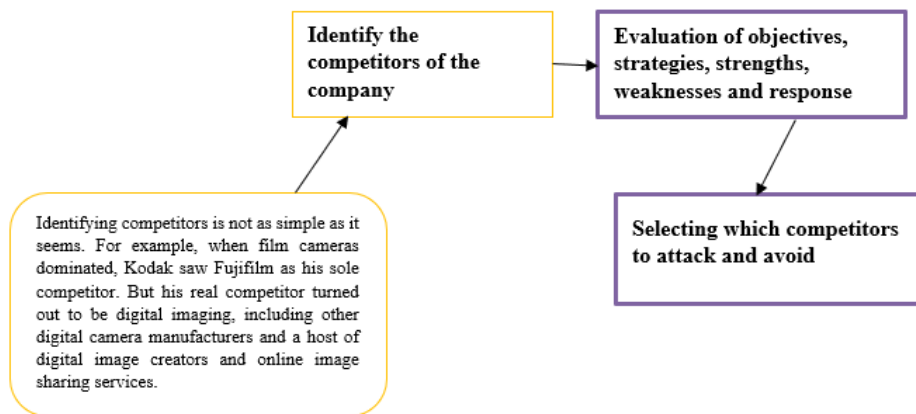 Identify the
competitors of the
company
Evaluation of objectives,
strategies, strengths,
weaknesses and response
Selecting which competitors
to attack and avoid
Identifying competitors is not as simple as it
seems. For example, when film cameras
dominated, Kodak saw Fujifilm as his sole
competitor. But his real competitor turned
out to be digital imaging, including other
digital camera manufacturers and a host of
digital image creators and online image
sharing services.